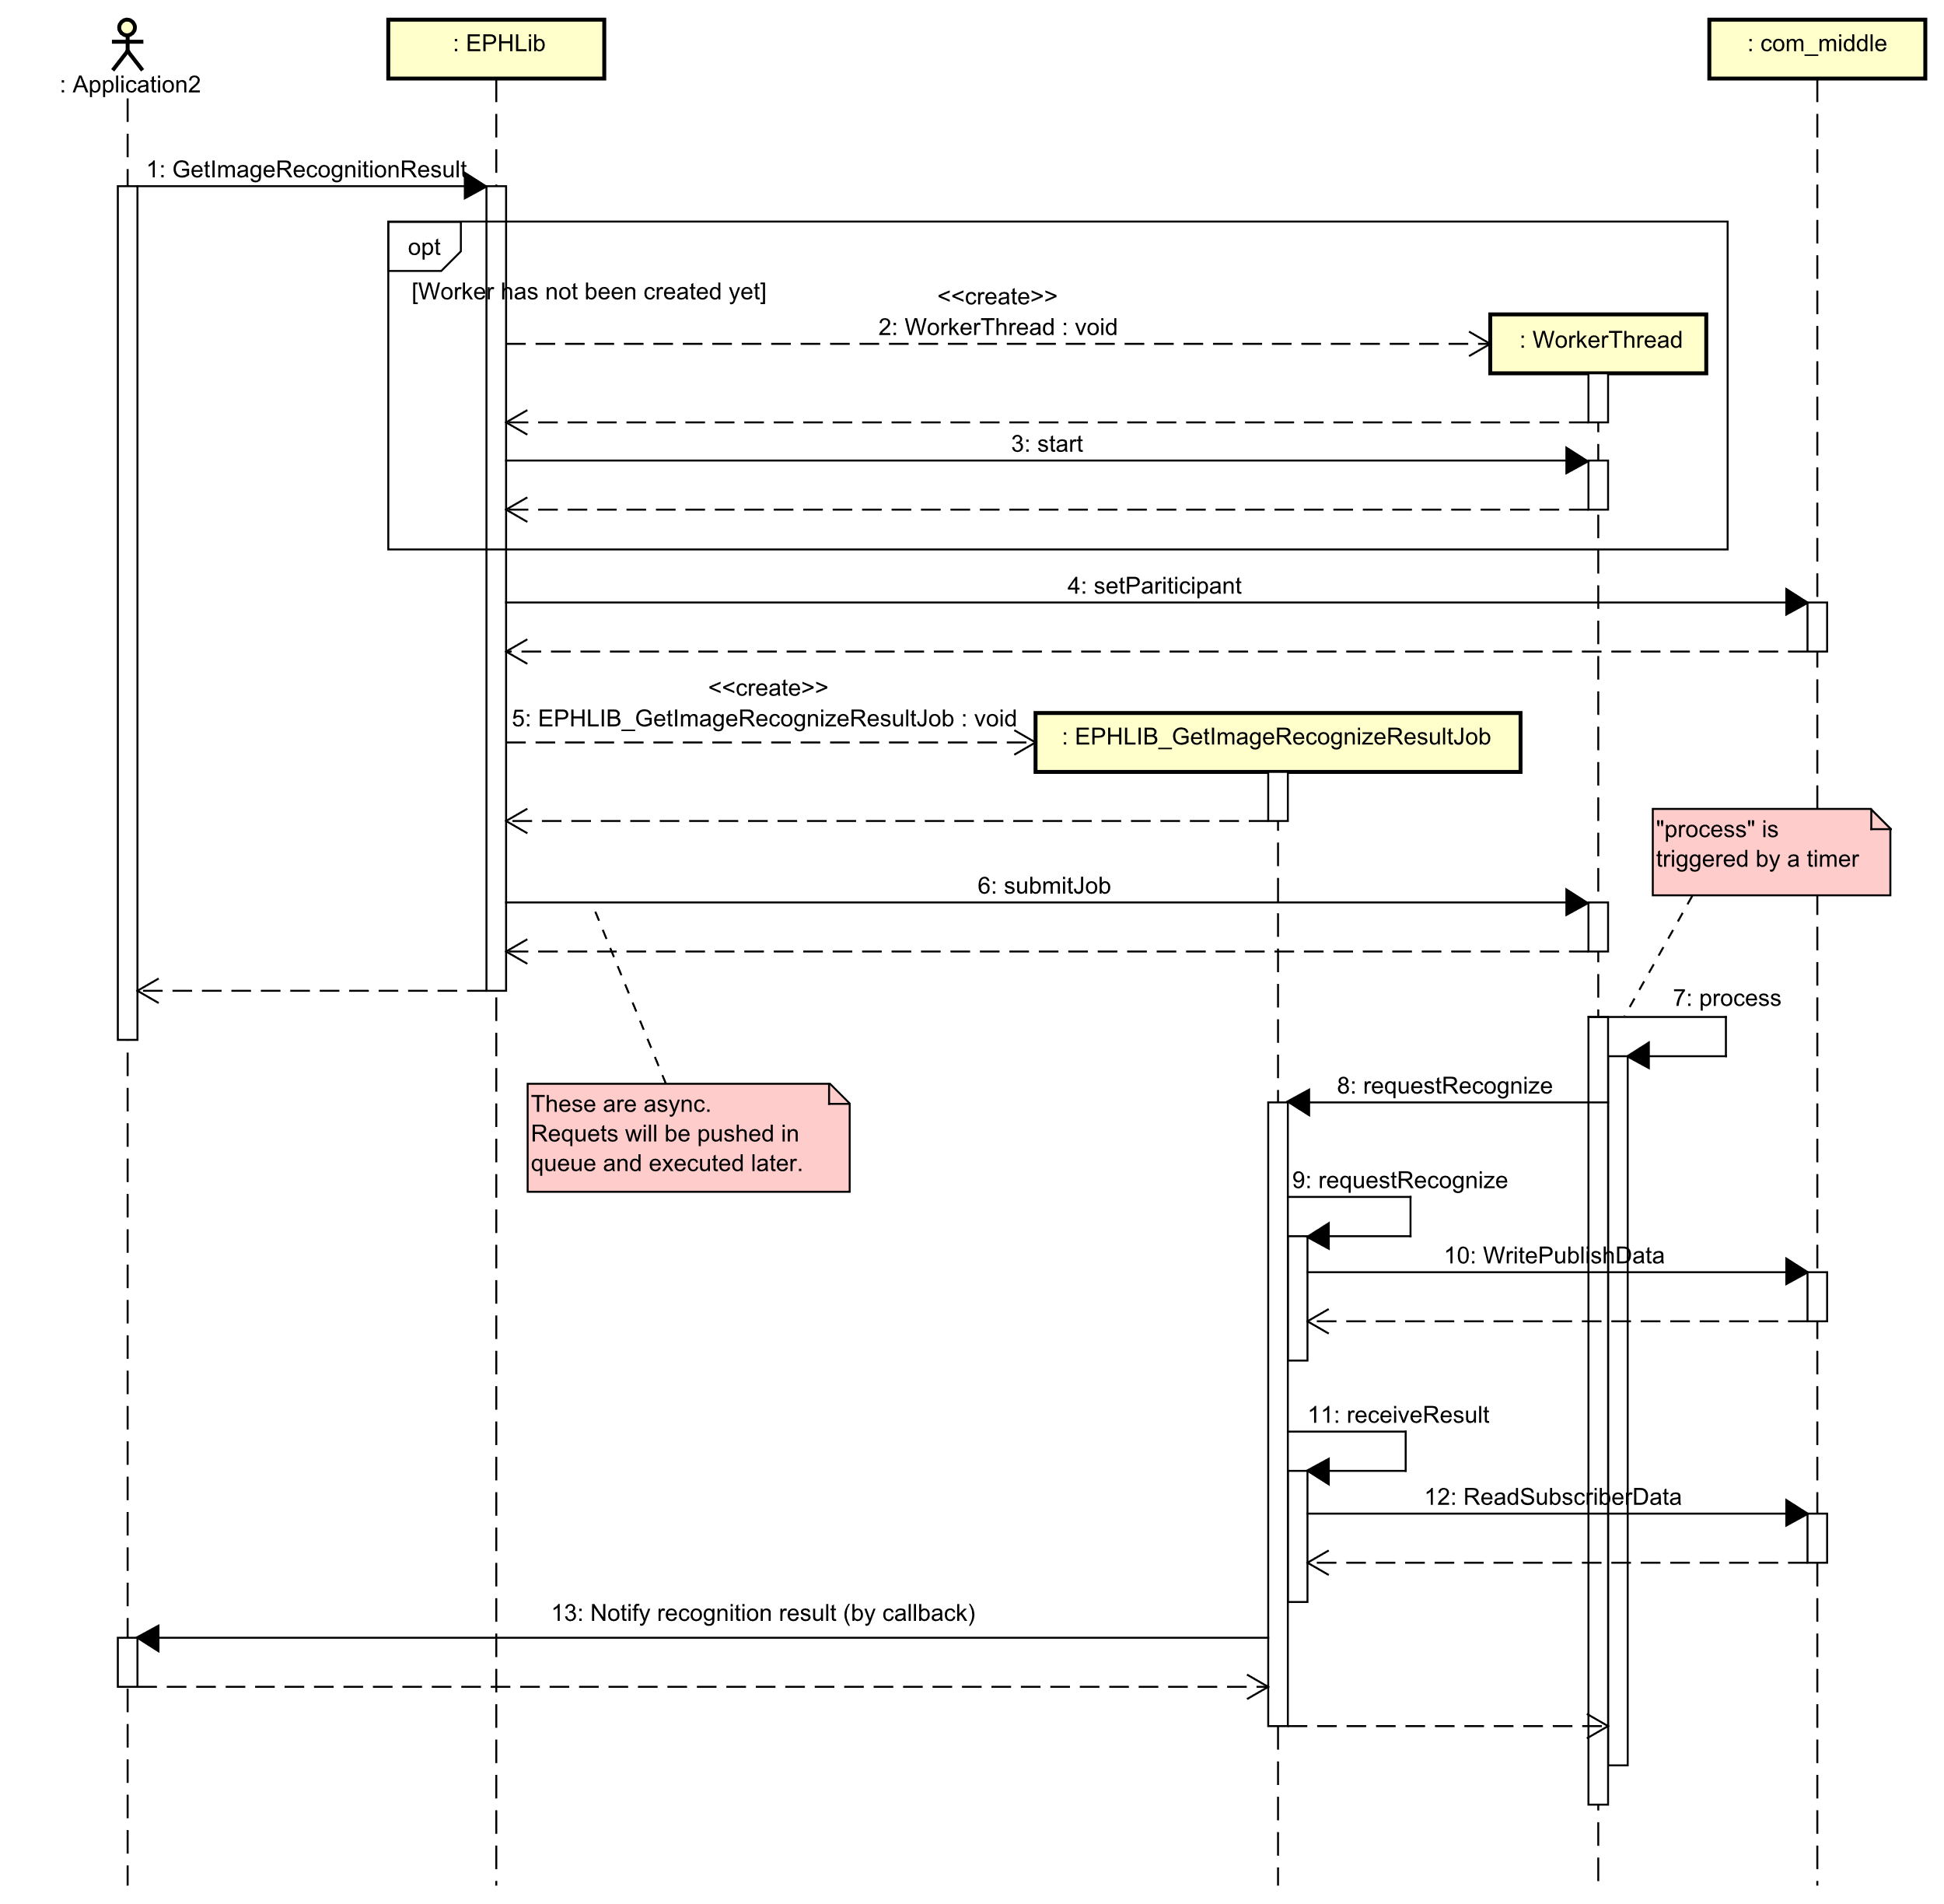 : Application2
: EPHLib
: com_middle
1: GetImageRecognitionResult
opt
[Worker has not been created yet]
<<create>>
2: WorkerThread : void
: WorkerThread
3: start
4: setPariticipant
<<create>>
5: EPHLIB_GetImageRecognizeResultJob : void
: EPHLIB_GetImageRecognizeResultJob
"process" is
triggered by a timer
6: submitJob
7: process
These are async.
Requets will be pushed in
queue and executed later.
8: requestRecognize
9: requestRecognize
10: WritePublishData
11: receiveResult
12: ReadSubscriberData
13: Notify recognition result (by callback)